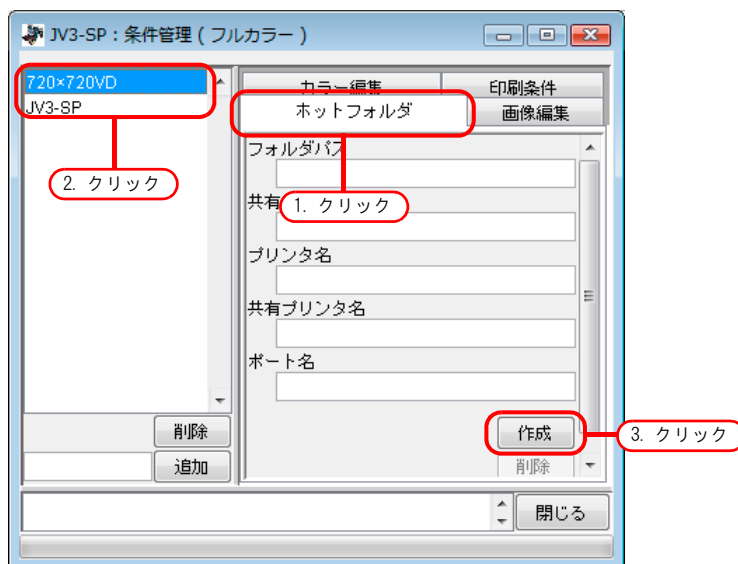 JV3-SP：条件管理（フルカラー）
720×720VD
JV3-SP
2. クリック
カラー編集
印刷条件
ホットフォルダ
画像編集
フォルダパス
1. クリック
共有
プリンタ名
共有プリンタ名
ポート名
削除
作成
3. クリック
追加
削除
閉じる